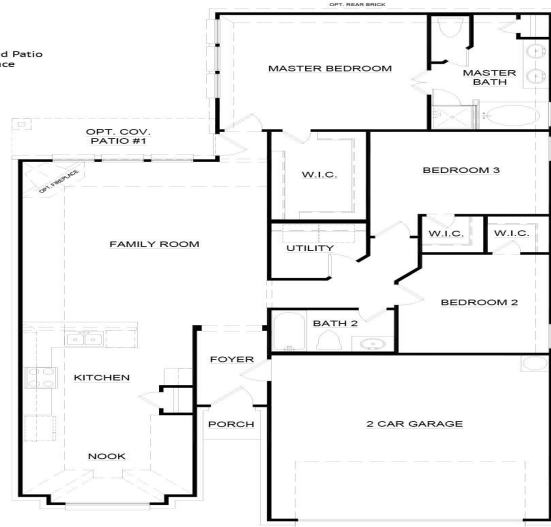 OPT. REAR BRICK
d Patio
ce
MASTER BEDROOM
MASTER
BATH
OPT. COV.
PATIO #1
OPT. FIREPLACE
W.I.C.
BEDROOM 3
W.I.C.
W.I.C.
UTILITY
FAMILY ROOM
BEDROOM 2
BATH 2
FOYER
KITCHEN
PORCH
2 CAR GARAGE
NOOK